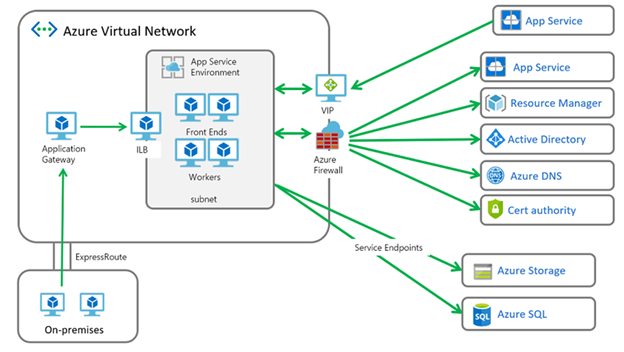 Azure Virtual Network
App Service
Environment
Front Ends
Workers
subnet
Application
Gateway
ILB
VIP
Azure
Firewall
App Service
App Service
Resource Manager
Active Directory
Azure DNS
Cert authority
Service Endpoints
Azure Storage
SQL
Azure SQL
ExpressRoute
On-premises